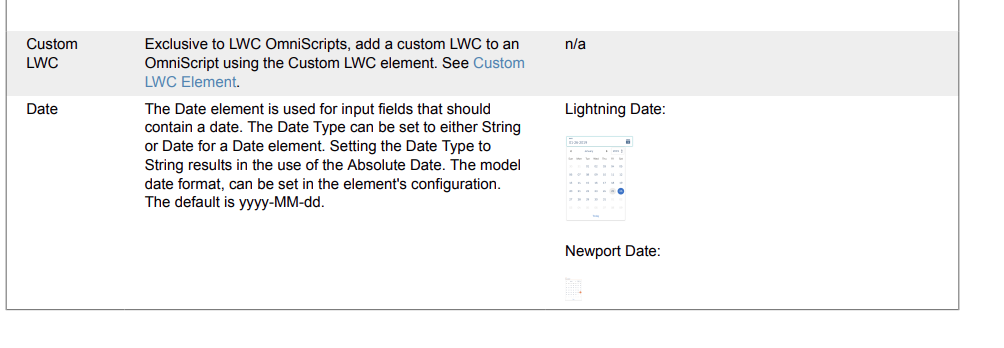 Custom
LWC
Exclusive to LWC OmniScripts, add a custom LWC to an
OmniScript using the Custom LWC element. See Custom
LWC Element.
n/a
Date
The Date element is used for input fields that should
contain a date. The Date Type can be set to either String
or Date for a Date element. Setting the Date Type to
String results in the use of the Absolute Date. The model
date format, can be set in the element's configuration.
The default is yyyy-MM-dd.
Lightning Date:
Newport Date: